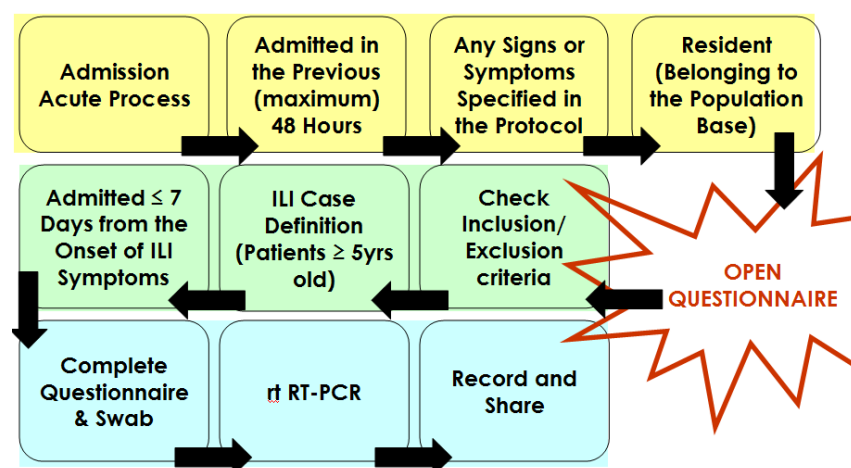 Admission
Acute Process
Admitted in
the Previous
(maximum)
48 Hours
Any Signs or
Symptoms
Specified in
the Protocol
Resident
(Belonging to
the Population
Base)
OPEN
QUESTIONNAIRE
Check
Inclusion/
Exclusion
criteria
ILI Case
Definition
(Patients ≥ 5yrs
old)
Admitted ≤ 7
Days from the
Onset of ILI
Symptoms
Complete
Questionnaire
& Swab
rt RT-PCR
Record and
Share